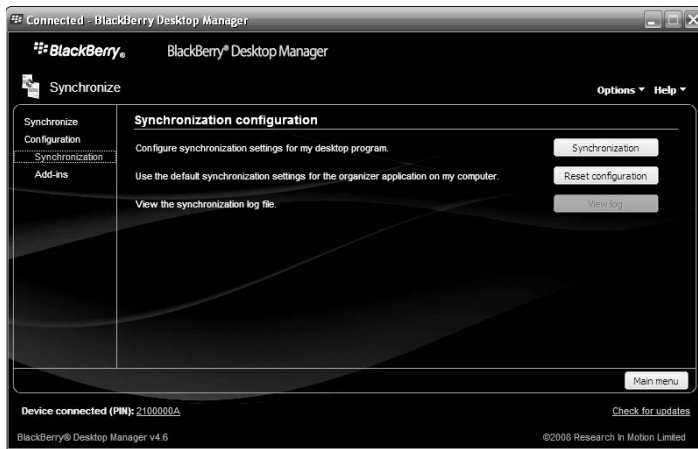 Connected - BlackBerry Desktop Manager
BlackBerry® BlackBerry® Desktop Manager
Synchronize
Options Help
Synchronize
Configuration
Synchronization
Add-ins
Synchronization configuration
Configure synchronization settings for my desktop program. Synchronization
Use the default synchronization settings for the organizer application on my computer. Reset configuration
View the synchronization log file. View log
Main menu
Device connected (PIN): 2100000A Check for updates
BlackBerry® Desktop Manager v4.6 ©2008 Research In Motion Limited